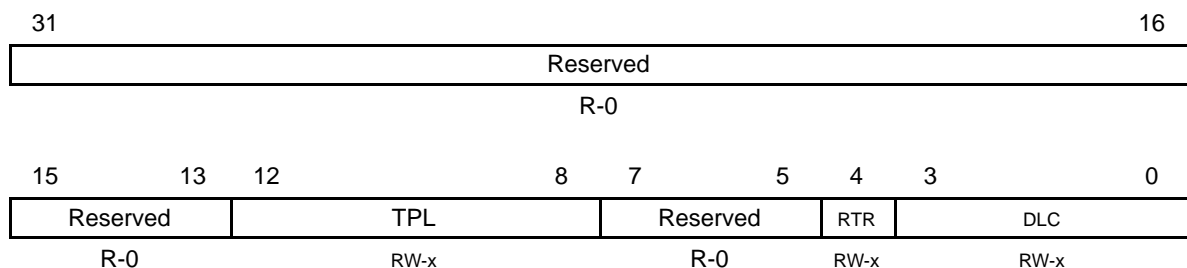 31 16
Reserved
R-0
15 13 12 8 7 5 4 3 0
Reserved TPL Reserved RTR DLC
R-0 RW-x R-0 RW-x RW-x